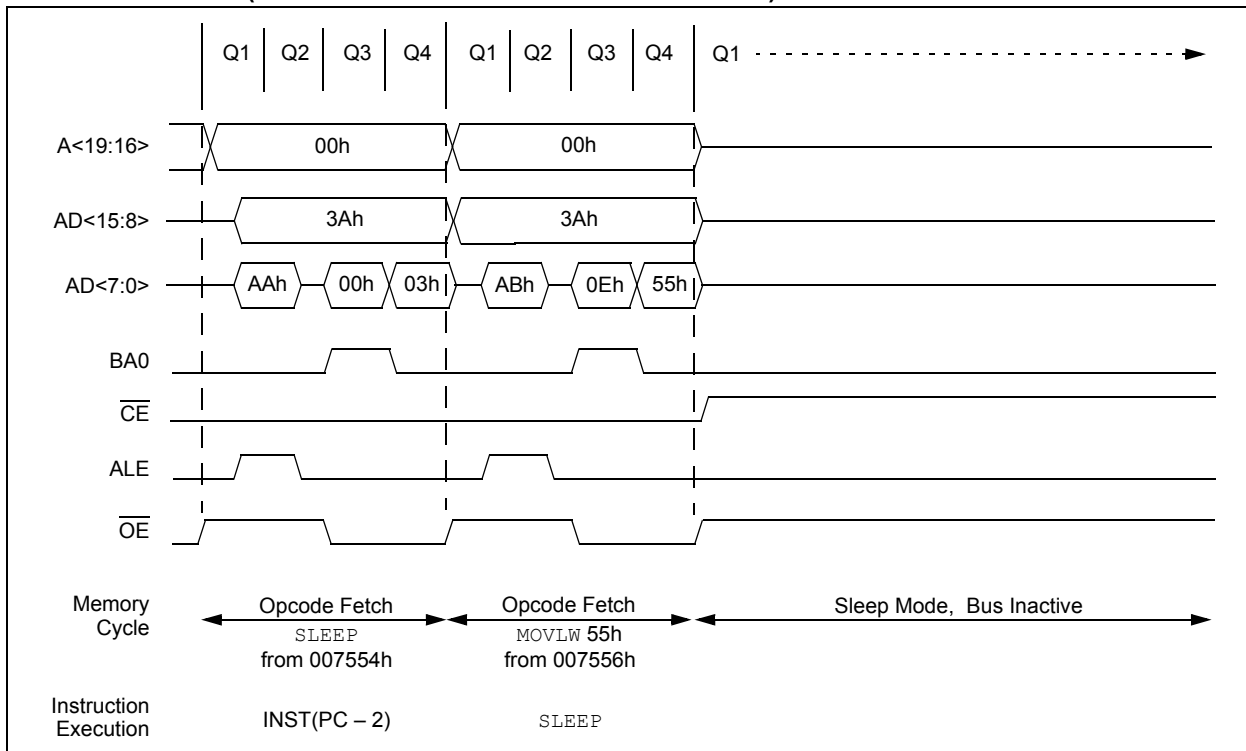 Q1 Q2 Q3 Q4 Q1 Q2 Q3 Q4 Q1
A<19:16> 00h 00h
AD<15:8> 3Ah 3Ah
AD<7:0> AAh 00h 03h ABh 0Eh 55h
BA0
CE
ALE
OE
Memory Cycle
Opcode Fetch
SLEEP
from 007554h
Opcode Fetch
MOVLW 55h
from 007556h
Sleep Mode, Bus Inactive
Instruction Execution
INST(PC – 2)
SLEEP